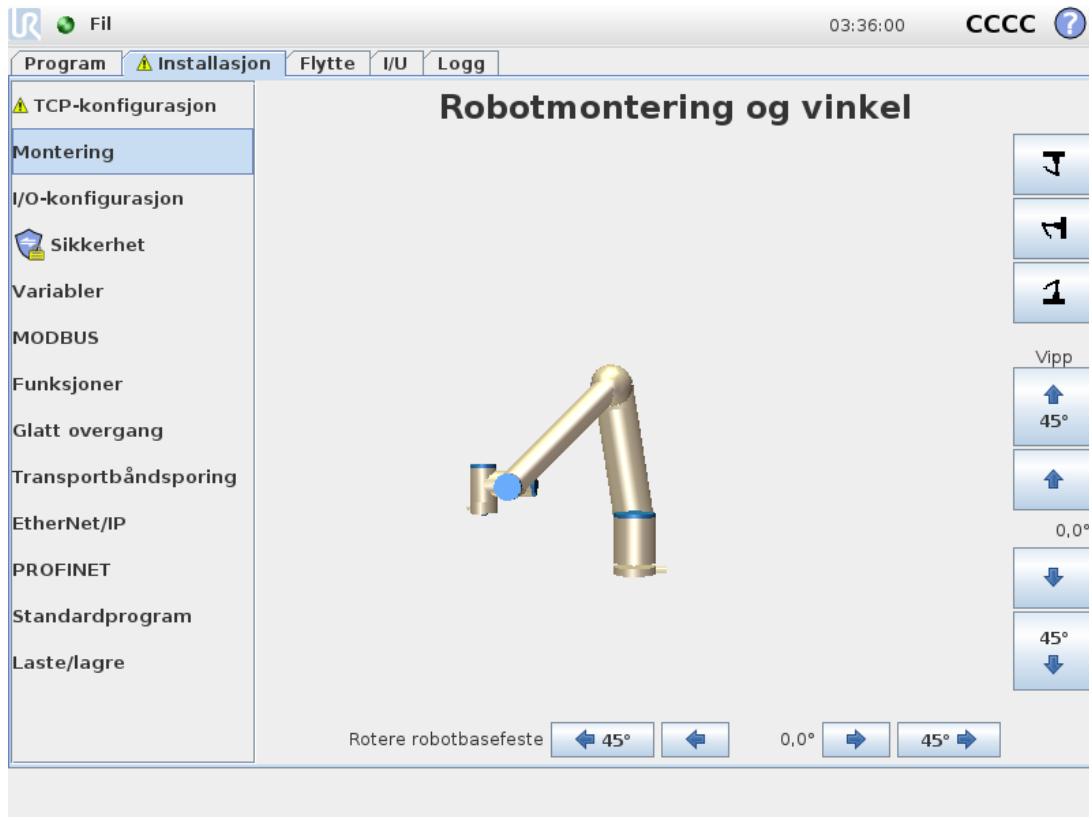 UR Fil 03:36:00 CCCC ?
Program Installasjon Flytte I/U Logg
TCP-konfigurasjon
Montering
I/O-konfigurasjon
Sikkerhet
Variabler
MODBUS
Funksjoner
Glatt overgang
Transportbåndsporing
EtherNet/IP
PROFINET
Standardprogram
Laste/lagre
Robotmontering og vinkel
Vipp
45°
0,0°
45°
Rotere robotbasefeste 45° 0,0° 45°